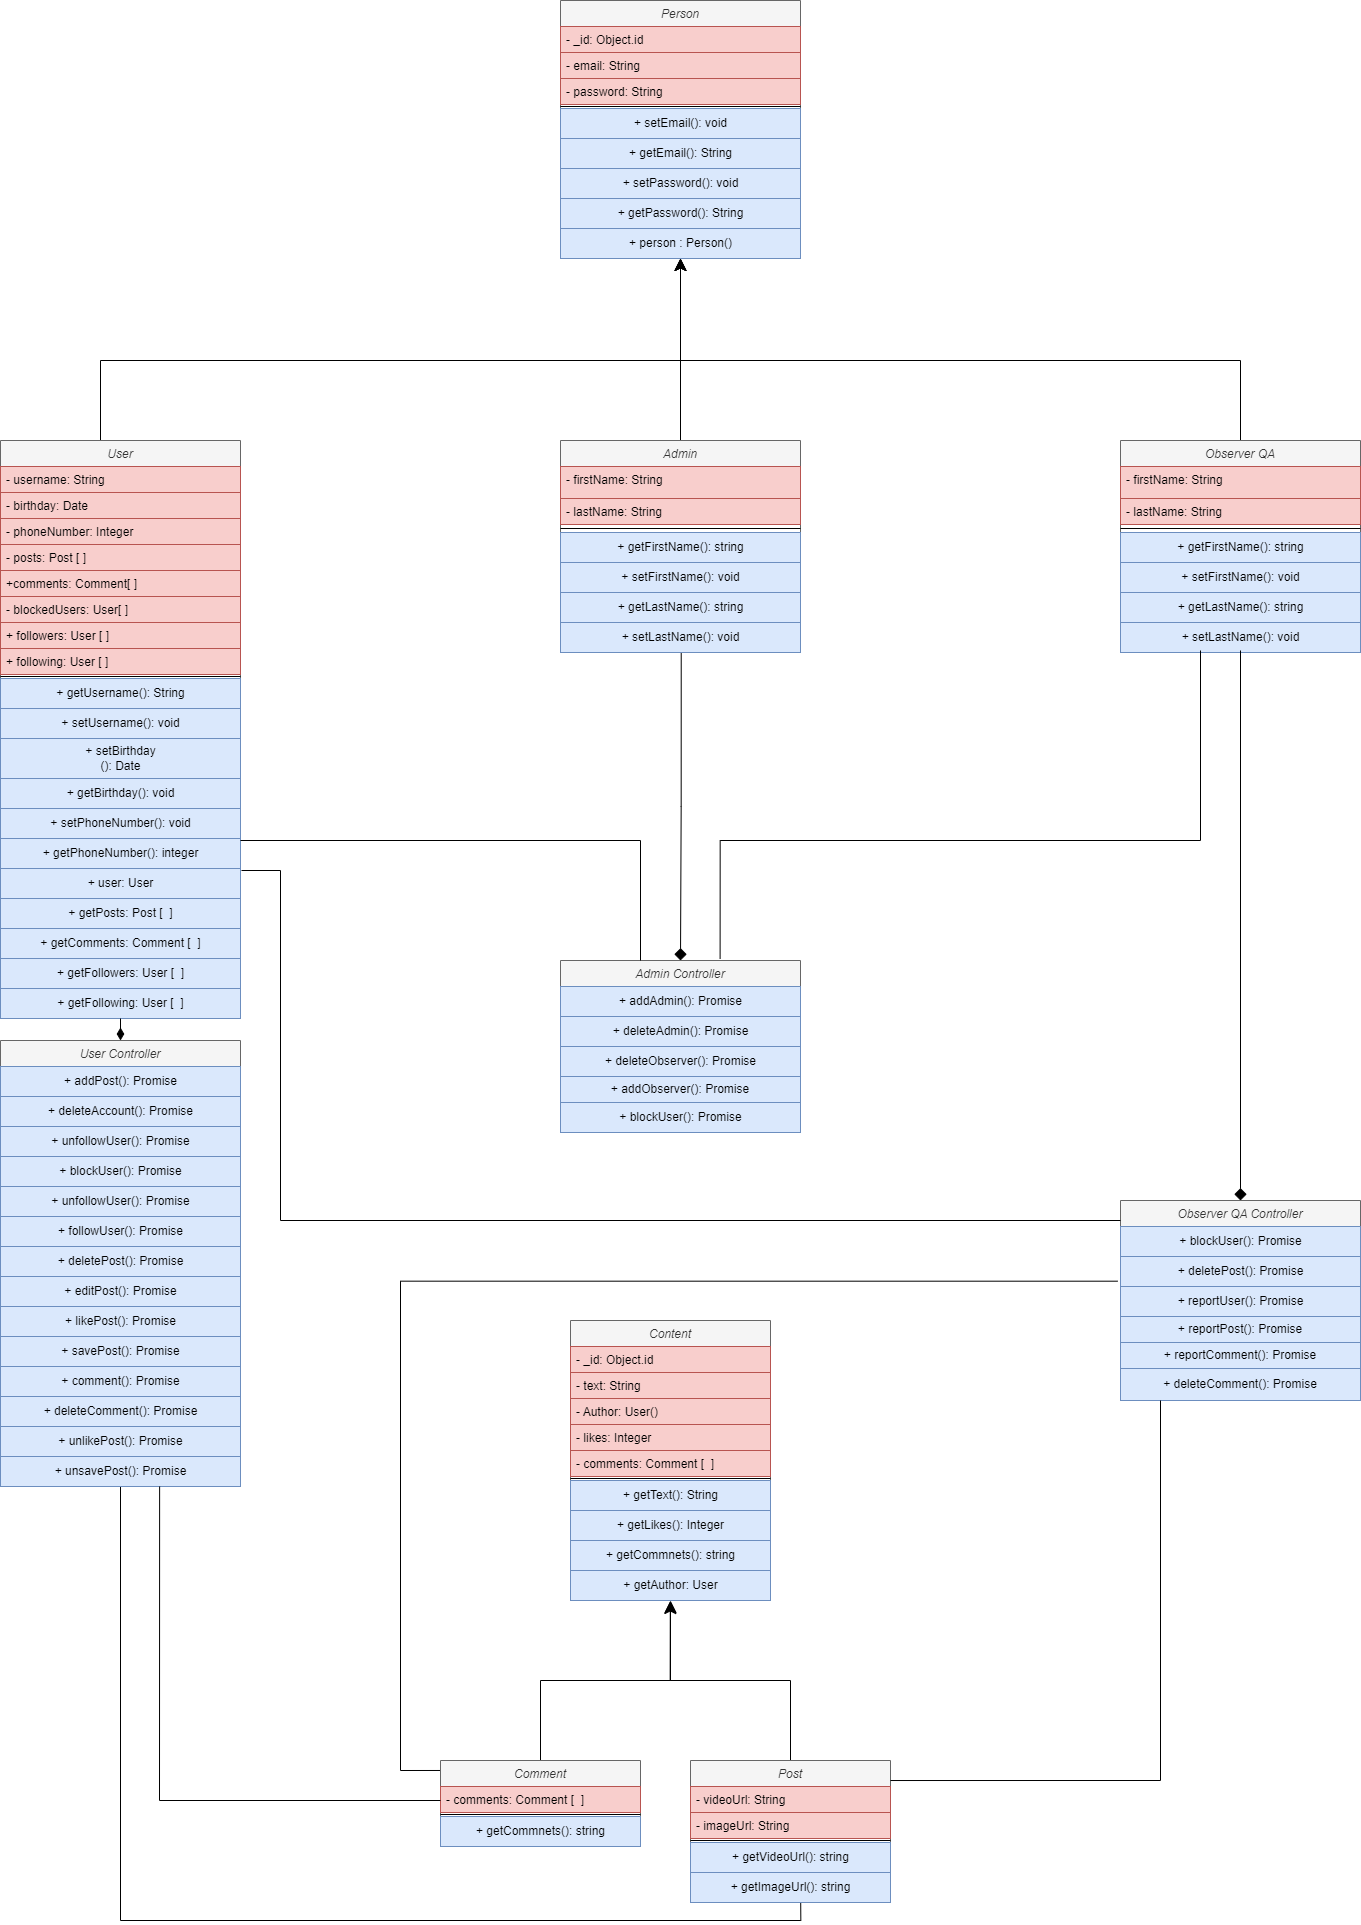 Person
- _id: Object.id
- email: String
- password: String
+ setEmail(): void
+ getEmail(): String
+ setPassword(): void
+ getPassword(): String
+ person : Person()
User
- username: String
- birthday: Date
- phoneNumber: Integer
- posts: Post [ ]
+comments: Comment[ ]
- blockedUsers: User[ ]
+ followers: User [ ]
+ following: User [ ]
+ getUsername(): String
+ setUsername(): void
+ setBirthday
(): Date
+ getBirthday(): void
+ setPhoneNumber(): void
+ getPhoneNumber(): integer
+ user: User
+ getPosts: Post [  ]
+ getComments: Comment [  ]
+ getFollowers: User [  ]
+ getFollowing: User [  ]
Admin
- firstName: String
- lastName: String
+ getFirstName(): string
+ setFirstName(): void
+ getLastName(): string
+ setLastName(): void
Observer QA
- firstName: String
- lastName: String
+ getFirstName(): string
+ setFirstName(): void
+ getLastName(): string
+ setLastName(): void
Admin Controller
+ addAdmin(): Promise
+ deleteAdmin(): Promise
+ deleteObserver(): Promise
+ addObserver(): Promise
+ blockUser(): Promise
User Controller
+ addPost(): Promise
+ deleteAccount(): Promise
+ unfollowUser(): Promise
+ blockUser(): Promise
+ unfollowUser(): Promise
+ followUser(): Promise
+ deletePost(): Promise
+ editPost(): Promise
+ likePost(): Promise
+ savePost(): Promise
+ comment(): Promise
+ deleteComment(): Promise
+ unlikePost(): Promise
+ unsavePost(): Promise
Observer QA Controller
+ blockUser(): Promise
+ deletePost(): Promise
+ reportUser(): Promise
+ reportPost(): Promise
+ reportComment(): Promise
+ deleteComment(): Promise
Content
- _id: Object.id
- text: String
- Author: User()
- likes: Integer
- comments: Comment [  ]
+ getText(): String
+ getLikes(): Integer
+ getCommnets(): string
+ getAuthor: User
Comment
- comments: Comment [  ]
+ getCommnets(): string
Post
- videoUrl: String
- imageUrl: String
+ getVideoUrl(): string
+ getImageUrl(): string